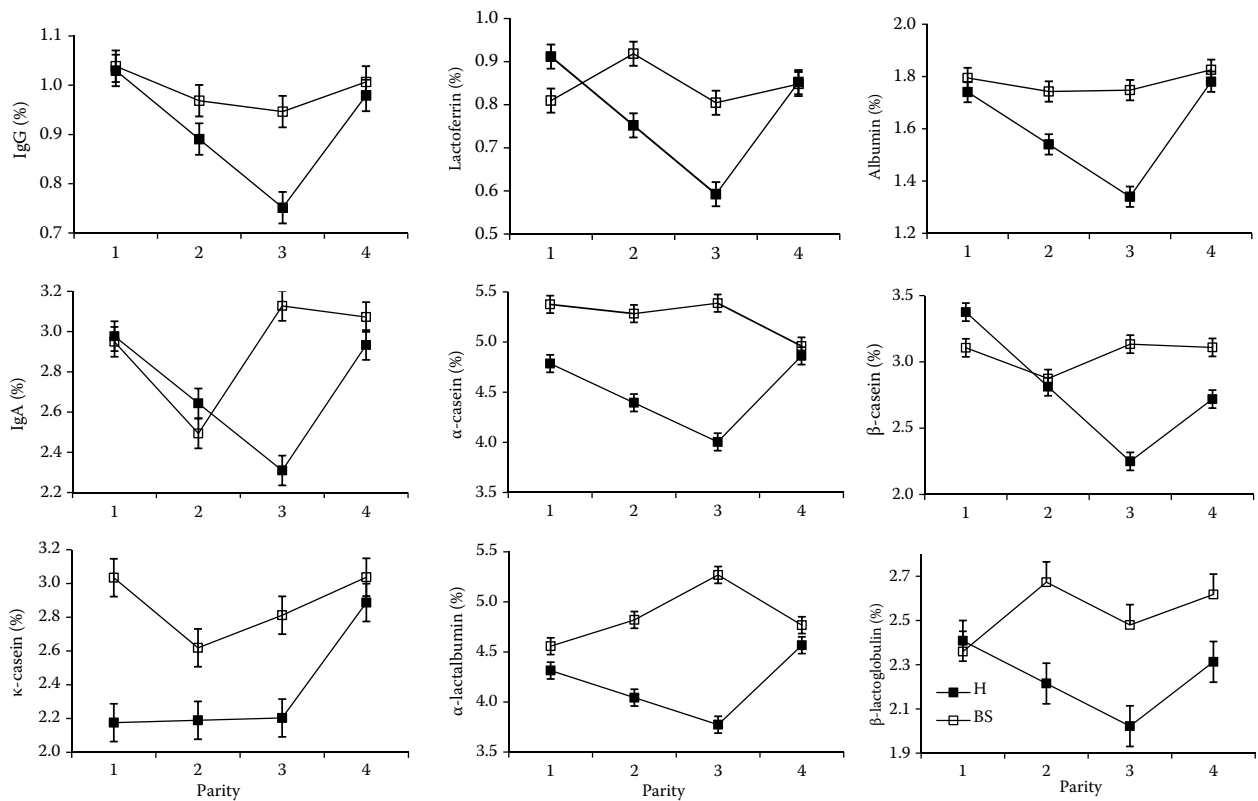 IgG (%)
1.1
1.0
0.9
0.8
0.7
1 2 3 4
Lactoferrin (%)
1.0
0.9
0.8
0.7
0.6
0.5
1 2 3 4
Albumin (%)
2.0
1.8
1.6
1.4
1.2
1 2 3 4
IgA (%)
3.2
3.0
2.8
2.6
2.4
2.2
1 2 3 4
α-casein (%)
5.5
5.0
4.5
4.0
3.5
1 2 3 4
β-casein (%)
3.5
3.0
2.5
2.0
1 2 3 4
κ-casein (%)
3.2
3.0
2.8
2.6
2.4
2.2
2.0
1 2 3 4
Parity
α-lactalbumin (%)
5.5
5.0
4.5
4.0
3.5
1 2 3 4
Parity
β-lactoglobulin (%)
2.7
2.5
2.3
2.1
1.9
H
BS
1 2 3 4
Parity